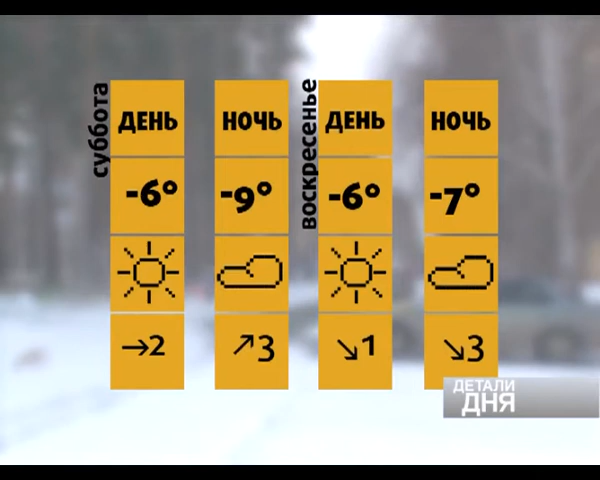 суббота
ДЕНЬ
-6°
→2
НОЧЬ
-9°
↗3
воскресенье
ДЕНЬ
-6°
↘1
НОЧЬ
-7°
↘3
ДЕТАЛИ
ДНЯ